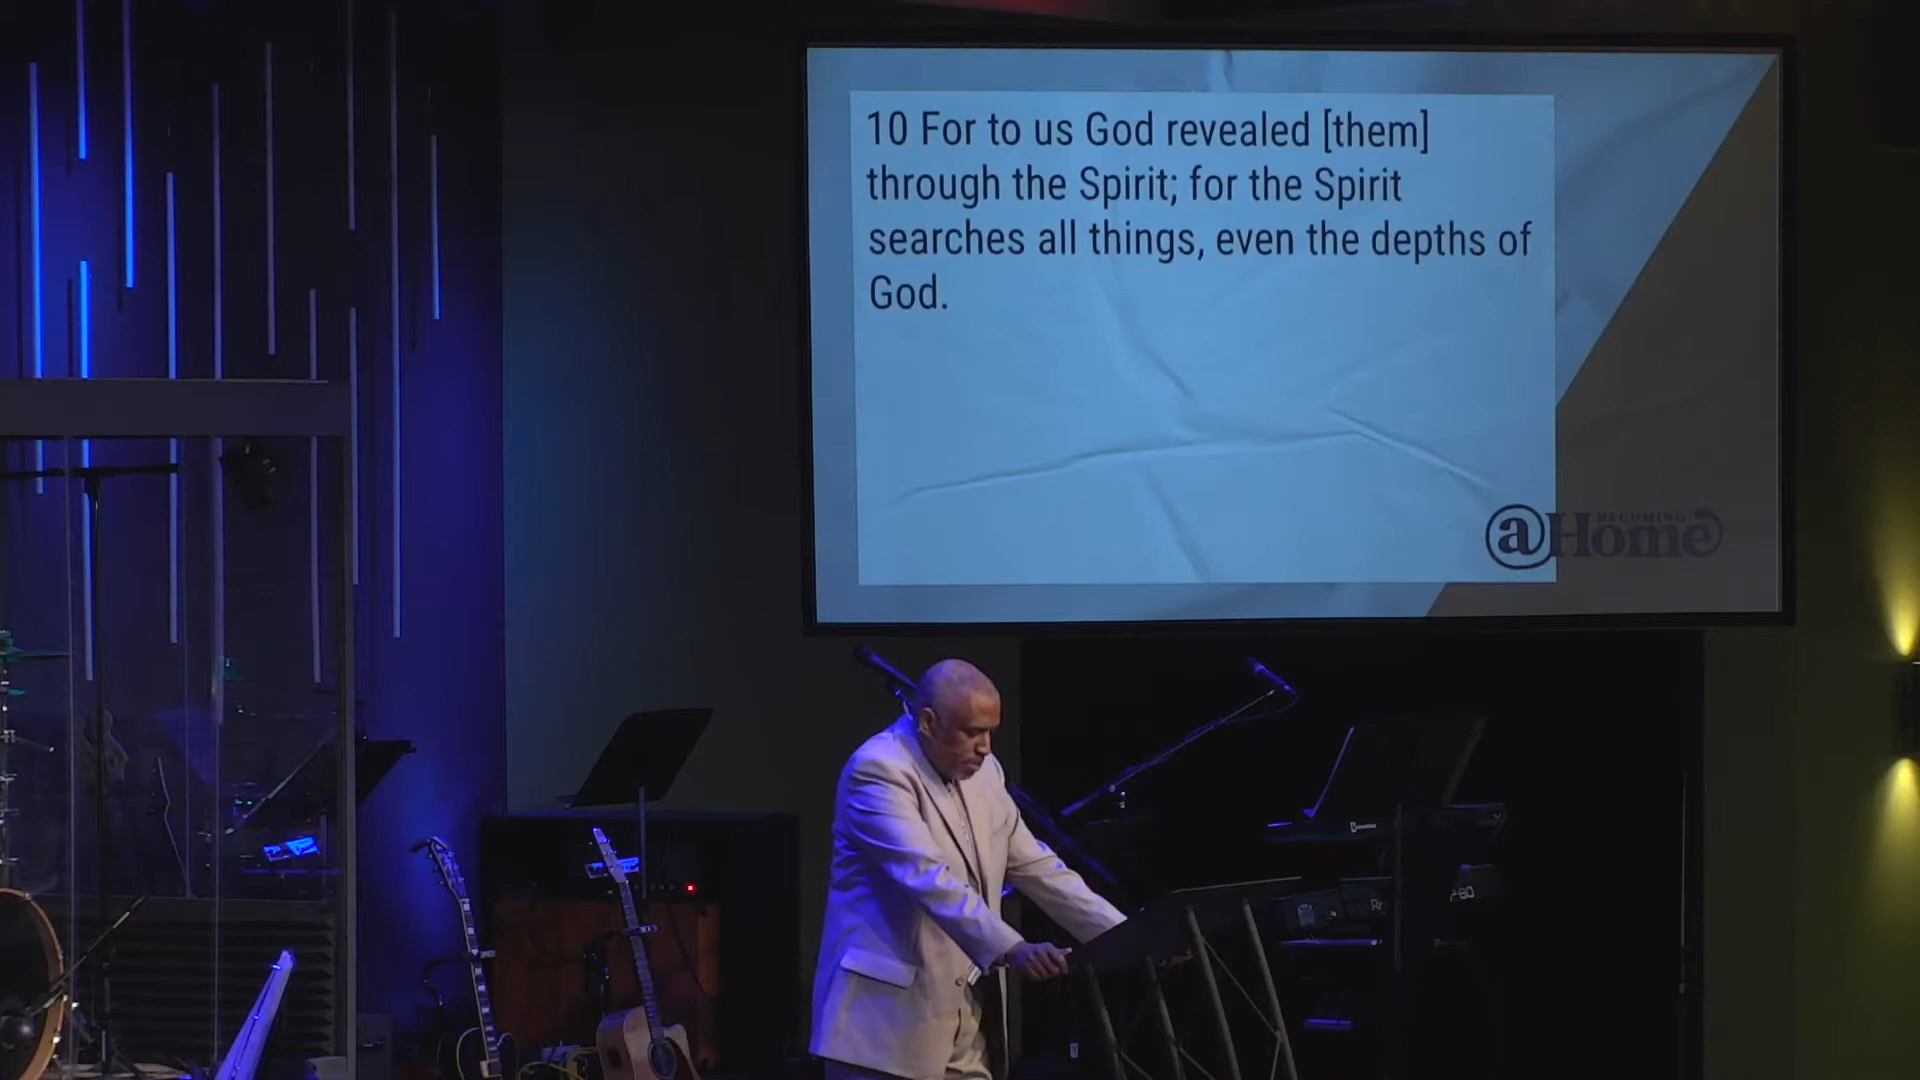 10 For to us God revealed [them]
through the Spirit; for the Spirit
searches all things, even the depths of
God.
BECOMING
@Home